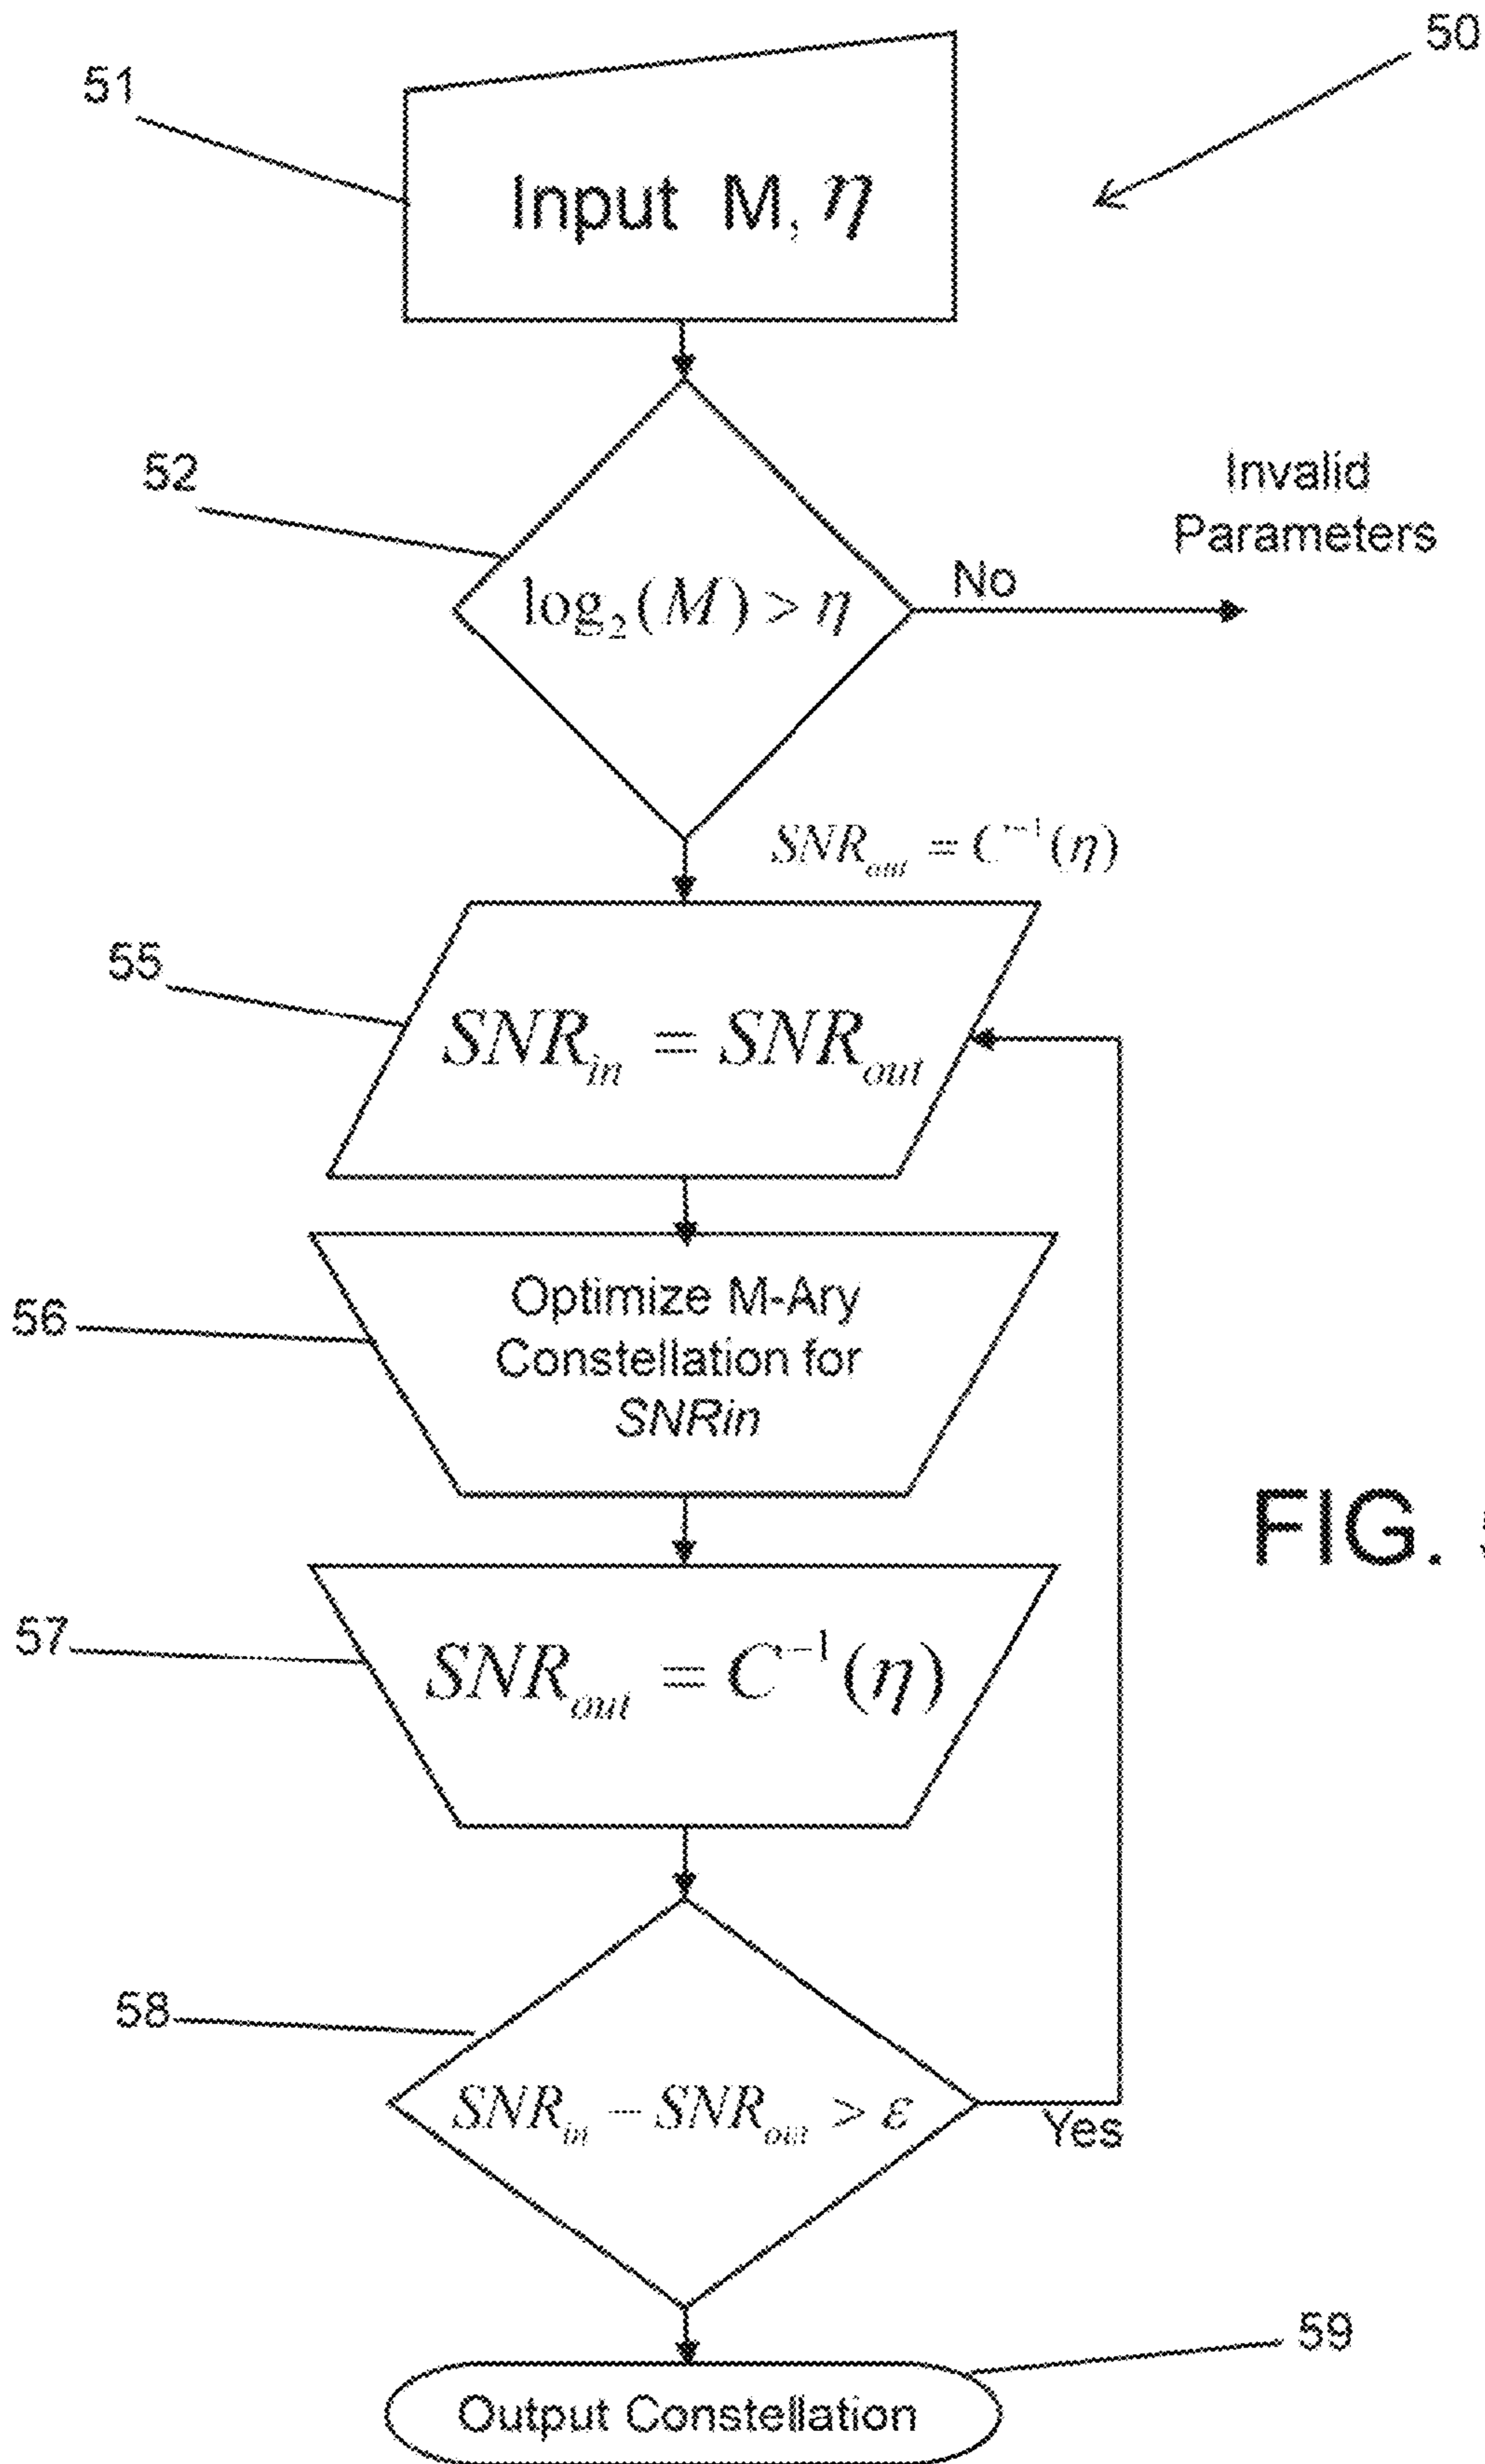 50
51
Input M, η
52
log₂(M) > η
No
Invalid
Parameters
SNR_out = C⁻¹(η)
55
SNR_in = SNR_out
56
Optimize M-Ary
Constellation for
SNRin
57
SNR_out = C⁻¹(η)
FIG.
58
SNR_in − SNR_out > ε
Yes
59
Output Constellation